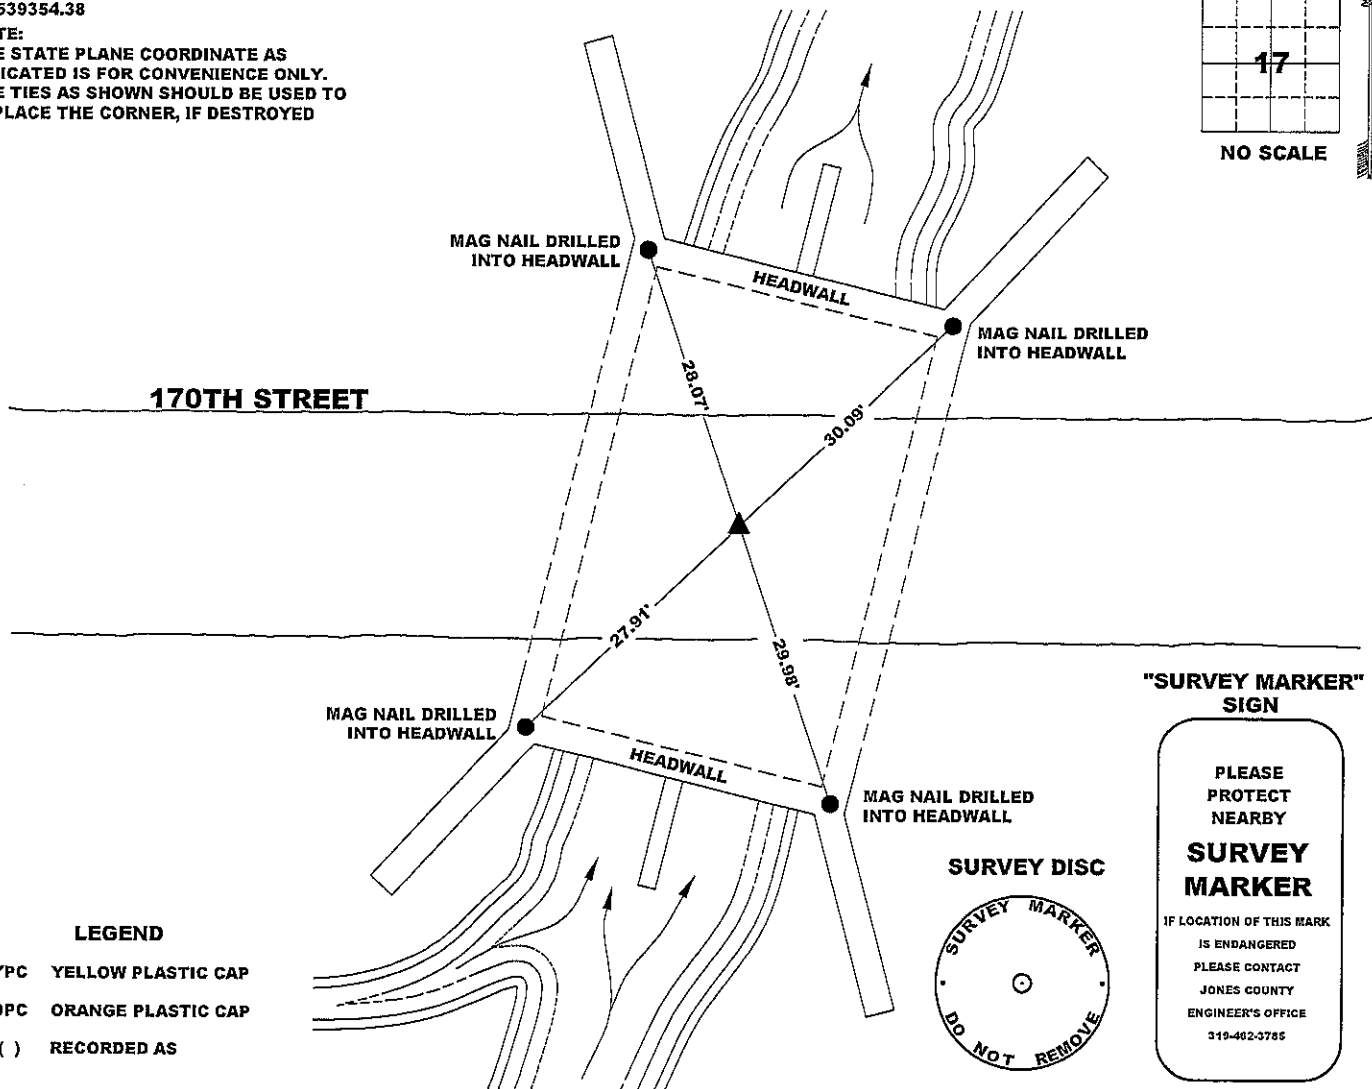 539354.38
TE:
E STATE PLANE COORDINATE AS
ICATED IS FOR CONVENIENCE ONLY.
E TIES AS SHOWN SHOULD BE USED TO
PLACE THE CORNER, IF DESTROYED
17
NO SCALE
MAG NAIL DRILLED
INTO HEADWALL
HEADWALL
MAG NAIL DRILLED
INTO HEADWALL
170TH STREET
28.07'
30.09'
27.91'
29.98'
MAG NAIL DRILLED
INTO HEADWALL
HEADWALL
MAG NAIL DRILLED
INTO HEADWALL
"SURVEY MARKER"
SIGN
PLEASE
PROTECT
NEARBY
SURVEY
MARKER
IF LOCATION OF THIS MARK
IS ENDANGERED
PLEASE CONTACT
JONES COUNTY
ENGINEER'S OFFICE
319-462-3785
SURVEY DISC
SURVEY MARKER
DO NOT REMOVE
LEGEND
YPC YELLOW PLASTIC CAP
OPC ORANGE PLASTIC CAP
( ) RECORDED AS